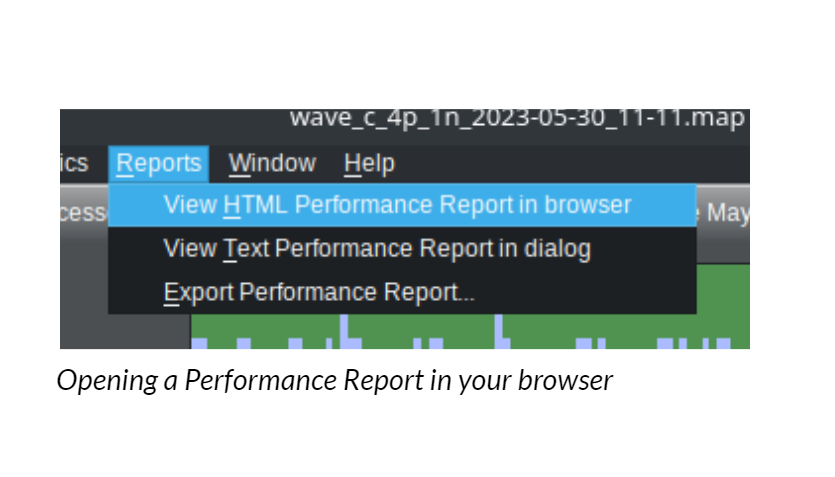 wave_c_4p_1n_2023-05-30_11-11.map
ics Reports Window Help
cess View HTML Performance Report in browser May
View Text Performance Report in dialog
Export Performance Report...
Opening a Performance Report in your browser